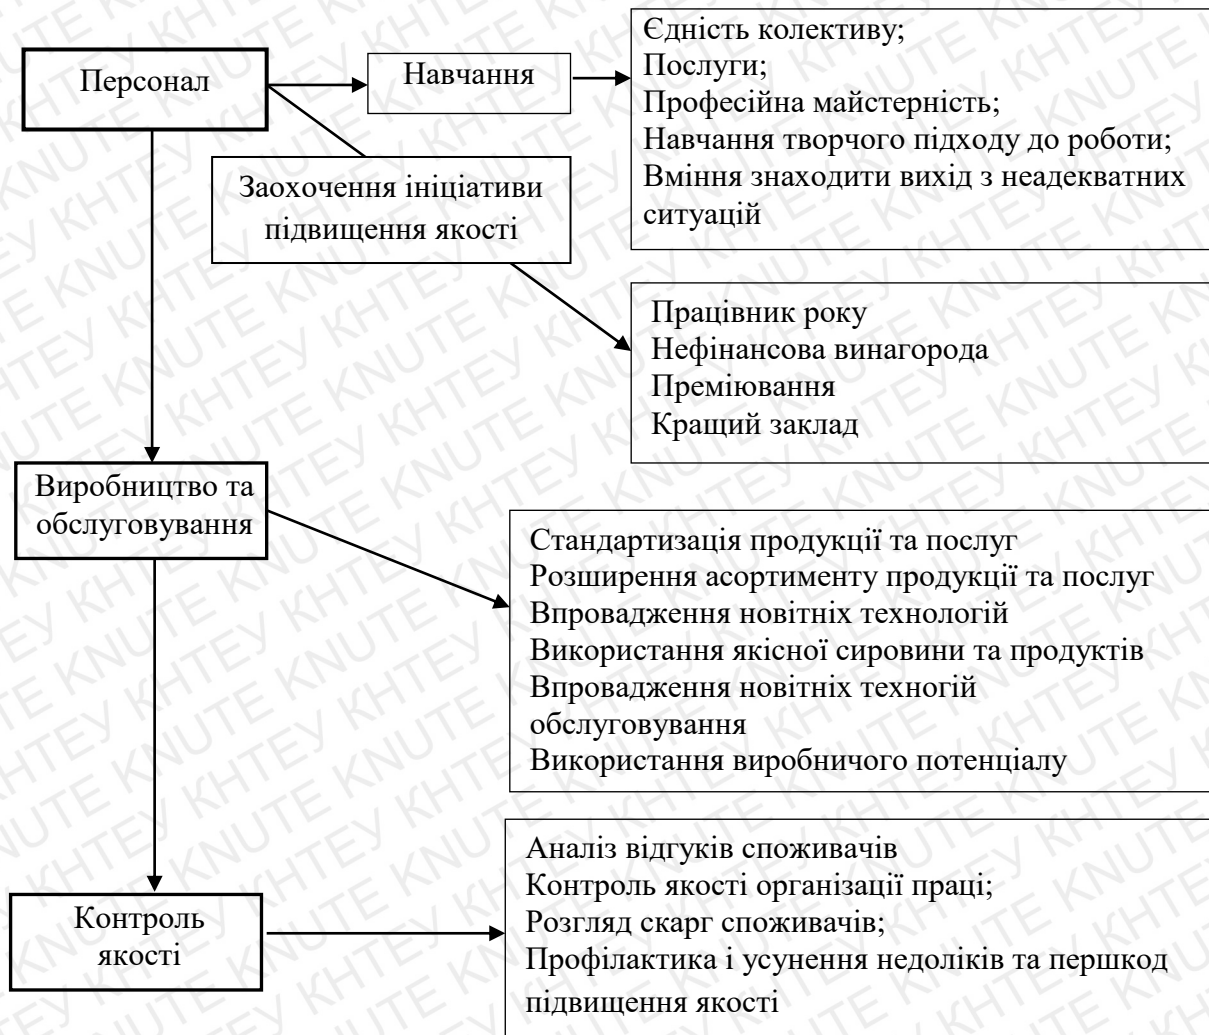 Персонал
Навчання
Єдність колективу;
Послуги;
Професійна майстерність;
Навчання творчого підходу до роботи;
Вміння знаходити вихід з неадекватних
ситуацій
Заохочення ініціативи
підвищення якості
Працівник року
Нефінансова винагорода
Преміювання
Кращий заклад
Виробництво та
обслуговування
Стандартизація продукції та послуг
Розширення асортименту продукції та послуг
Впровадження новітніх технологій
Використання якісної сировини та продуктів
Впровадження новітніх техногій
обслуговування
Використання виробничого потенціалу
Контроль
якості
Аналіз відгуків споживачів
Контроль якості організації праці;
Розгляд скарг споживачів;
Профілактика і усунення недоліків та першкод
підвищення якості